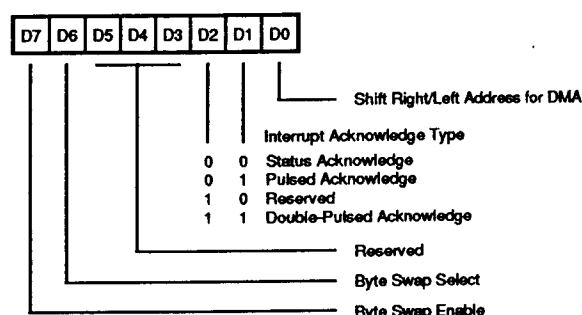 D7 D6 D5 D4 D3 D2 D1 D0
Shift Right/Left Address for DMA
Interrupt Acknowledge Type
0 0 Status Acknowledge
0 1 Pulsed Acknowledge
1 0 Reserved
1 1 Double-Pulsed Acknowledge
Reserved
Byte Swap Select
Byte Swap Enable